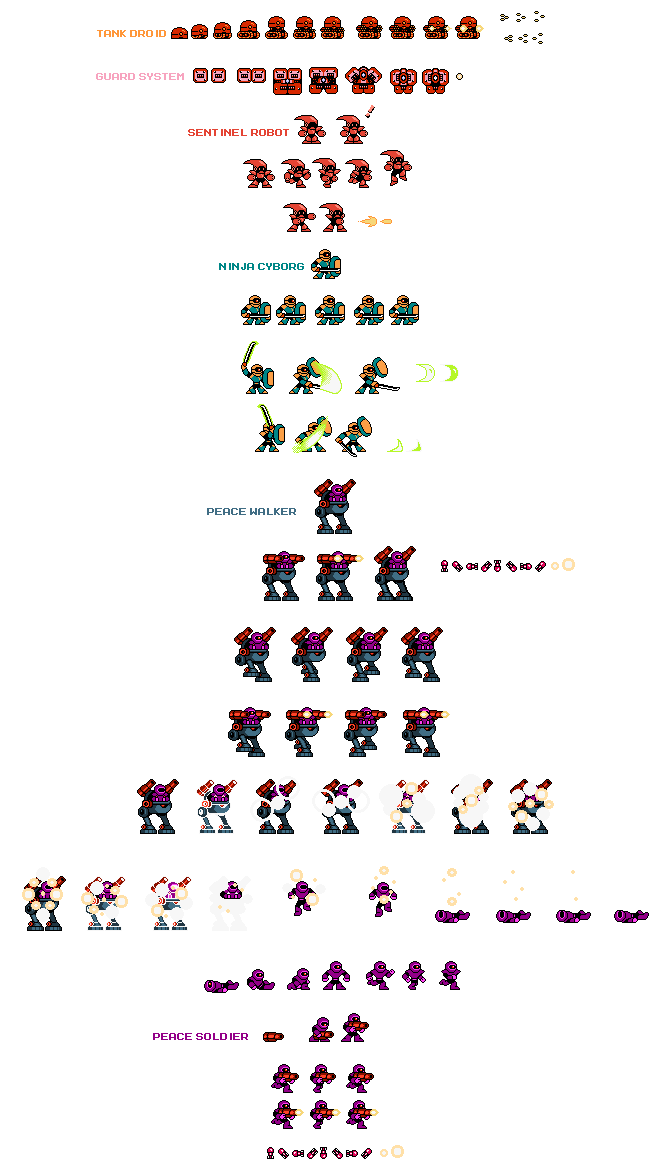 TANK DROID
GUARD SYSTEM
!
SENTINEL ROBOT
NINJA CYBORG
PEACE WALKER
PEACE SOLDIER